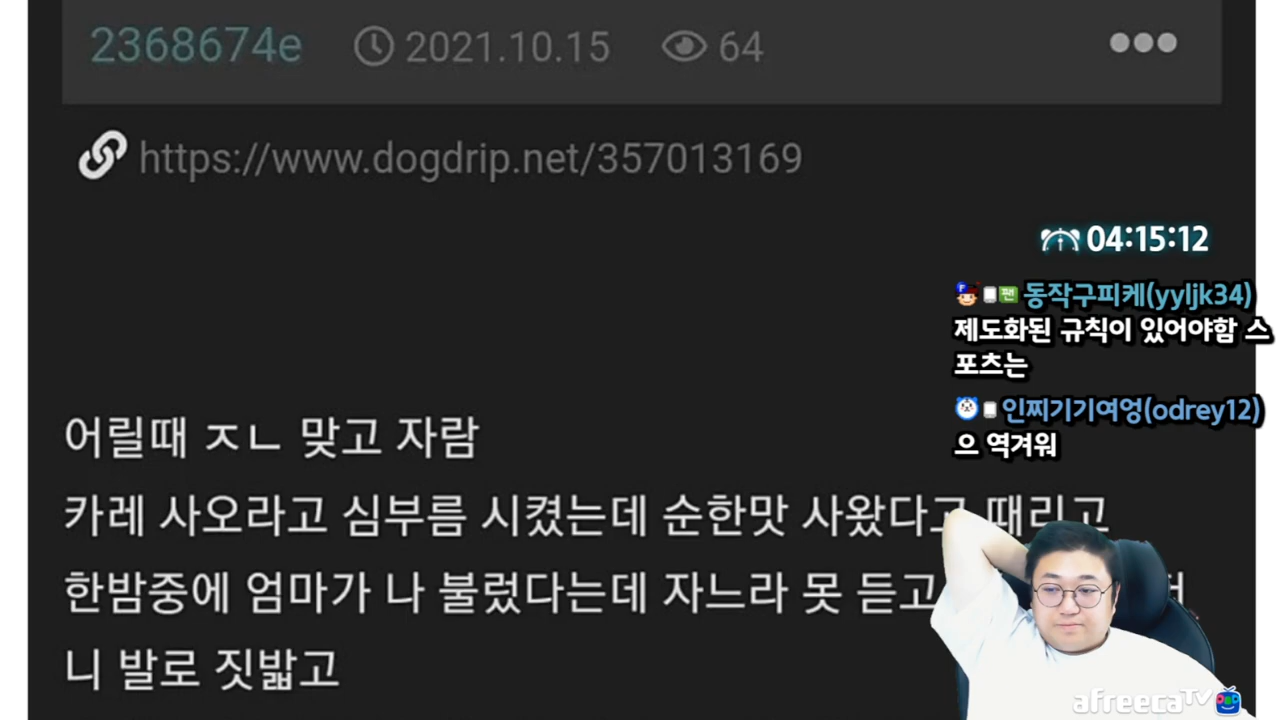 2368674e 2021.10.15 64
https://www.dogdrip.net/357013169
04:15:12
팬 동작구피케(yyljk34)
제도화된 규칙이 있어야함 스
포츠는
인찌기기여엉(odrey12)
으 역겨워
어릴때 ㅈㄴ 맞고 자람
카레 사오라고 심부름 시켰는데 순한맛 사왔다고 때리고
한밤중에 엄마가 나 불렀다는데 자느라 못 듣고
니 발로 짓밟고
afreecaTV